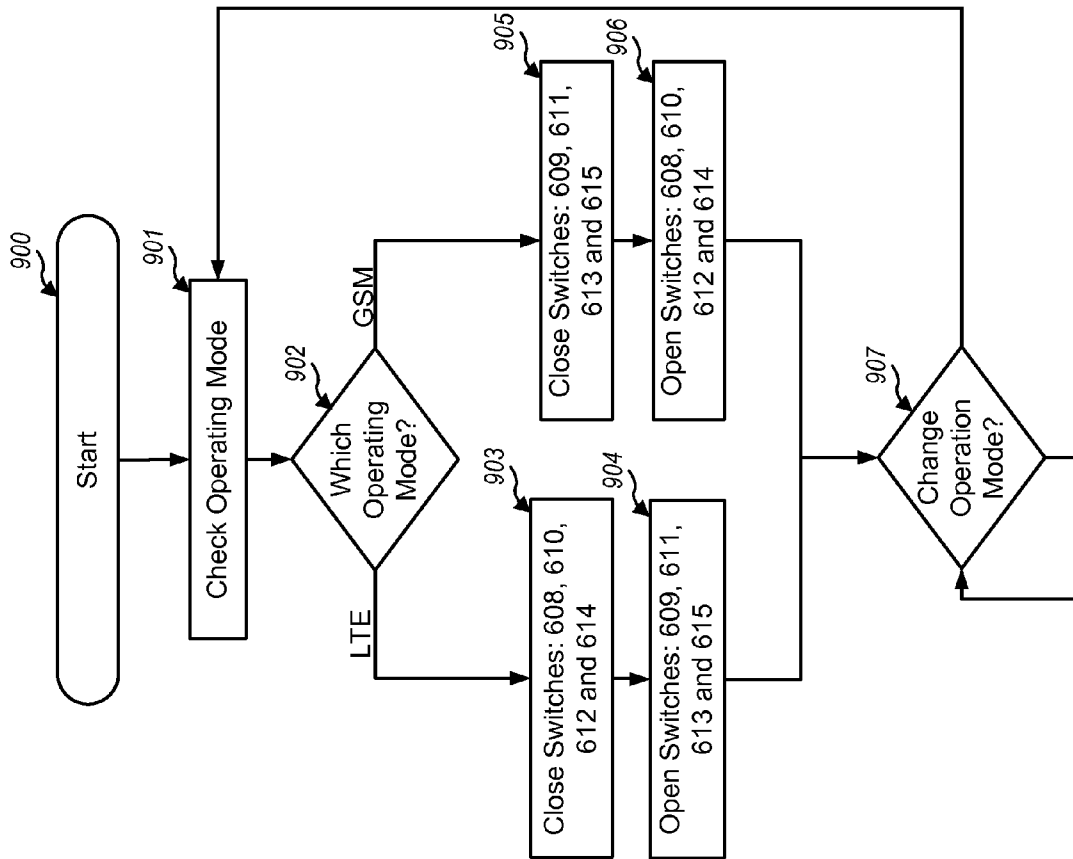 900
Start
901
Check Operating Mode
902
Which
Operating
Mode?
LTE
GSM
903
Close Switches: 608, 610,
612 and 614
904
Open Switches: 609, 611,
613 and 615
905
Close Switches: 609, 611,
613 and 615
906
Open Switches: 608, 610,
612 and 614
907
Change
Operation
Mode?